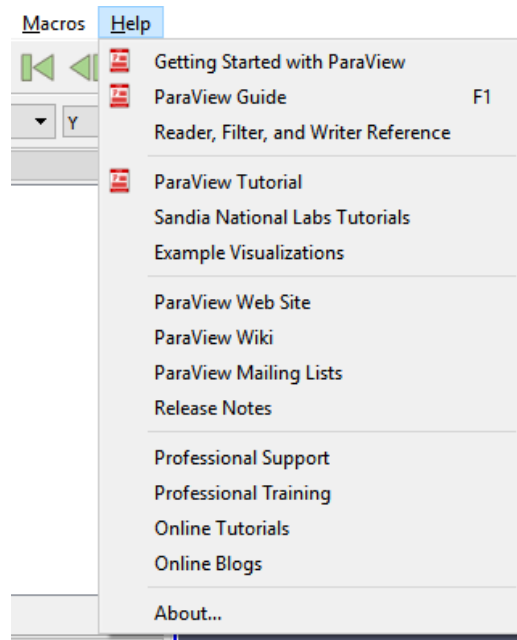 Macros Help
Getting Started with ParaView
ParaView Guide F1
Y
Reader, Filter, and Writer Reference
ParaView Tutorial
Sandia National Labs Tutorials
Example Visualizations
ParaView Web Site
ParaView Wiki
ParaView Mailing Lists
Release Notes
Professional Support
Professional Training
Online Tutorials
Online Blogs
About...